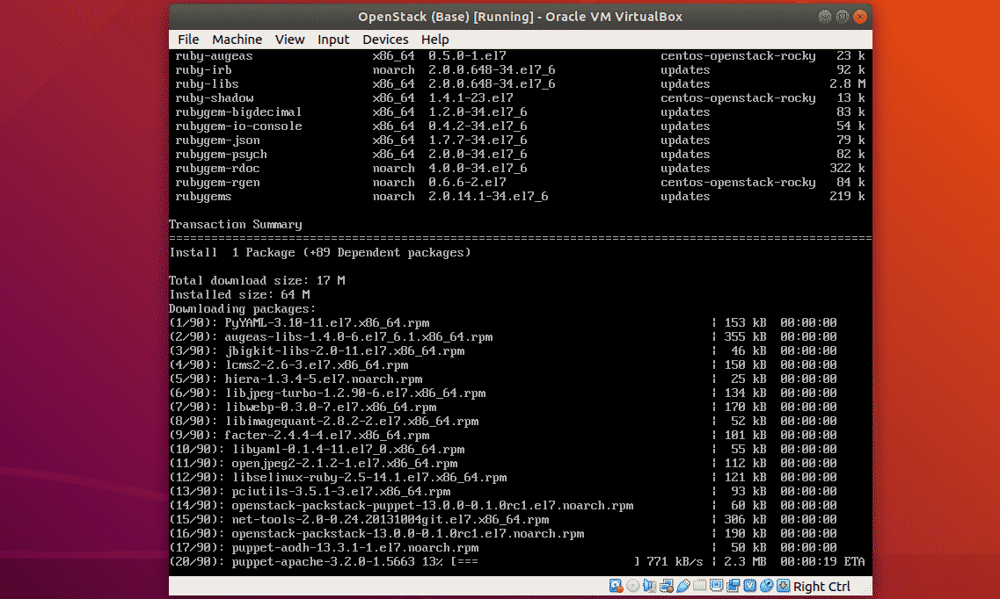 OpenStack (Base) [Running] - Oracle VM VirtualBox
File Machine View Input Devices Help
ruby-augeas x86_64 0.5.0-1.el7 centos-openstack-rocky 23 k
ruby-irb noarch 2.0.0.648-34.el7_6 updates 92 k
ruby-libs x86_64 2.0.0.648-34.el7_6 updates 2.8 M
ruby-shadow x86_64 1.4.1-23.el7 centos-openstack-rocky 13 k
rubygem-bigdecimal x86_64 1.2.0-34.el7_6 updates 83 k
rubygem-io-console x86_64 0.4.2-34.el7_6 updates 54 k
rubygem-json x86_64 1.7.7-34.el7_6 updates 79 k
rubygem-psych x86_64 2.0.0-34.el7_6 updates 82 k
rubygem-rdoc noarch 4.0.0-34.el7_6 updates 322 k
rubygem-rgen noarch 0.6.6-2.el7 centos-openstack-rocky 84 k
rubygems noarch 2.0.14.1-34.el7_6 updates 219 k
Transaction Summary
================================================================================
Install 1 Package (+89 Dependent packages)
Total download size: 17 M
Installed size: 64 M
Downloading packages:
(1/90): PyYAML-3.10-11.el7.x86_64.rpm | 153 kB 00:00:00
(2/90): augeas-libs-1.4.0-6.el7_6.1.x86_64.rpm | 355 kB 00:00:00
(3/90): jbigkit-libs-2.0-11.el7.x86_64.rpm | 46 kB 00:00:00
(4/90): lcms2-2.6-3.el7.x86_64.rpm | 150 kB 00:00:00
(5/90): hiera-1.3.4-5.el7.noarch.rpm | 25 kB 00:00:00
(6/90): libjpeg-turbo-1.2.90-6.el7.x86_64.rpm | 134 kB 00:00:00
(7/90): libwebp-0.3.0-7.el7.x86_64.rpm | 170 kB 00:00:00
(8/90): libimagequant-2.8.2-2.el7.x86_64.rpm | 52 kB 00:00:00
(9/90): facter-2.4.4-4.el7.x86_64.rpm | 101 kB 00:00:00
(10/90): libyaml-0.1.4-11.el7_0.x86_64.rpm | 55 kB 00:00:00
(11/90): openjpeg2-2.1.2-1.el7.x86_64.rpm | 112 kB 00:00:00
(12/90): libselinux-ruby-2.5-14.1.el7.x86_64.rpm | 121 kB 00:00:00
(13/90): pciutils-3.5.1-3.el7.x86_64.rpm | 93 kB 00:00:00
(14/90): openstack-packstack-puppet-13.0.0-0.1.0rc1.el7.noarch.rpm | 60 kB 00:00:00
(15/90): net-tools-2.0-0.24.20131004git.el7.x86_64.rpm | 306 kB 00:00:00
(16/90): openstack-packstack-13.0.0-0.1.0rc1.el7.noarch.rpm | 190 kB 00:00:00
(17/90): puppet-aodh-13.3.1-1.el7.noarch.rpm | 50 kB 00:00:00
(20/90): puppet-apache-3.2.0-1.5663 13% [=== ] 771 kB/s | 2.3 MB 00:00:19 ETA
Right Ctrl